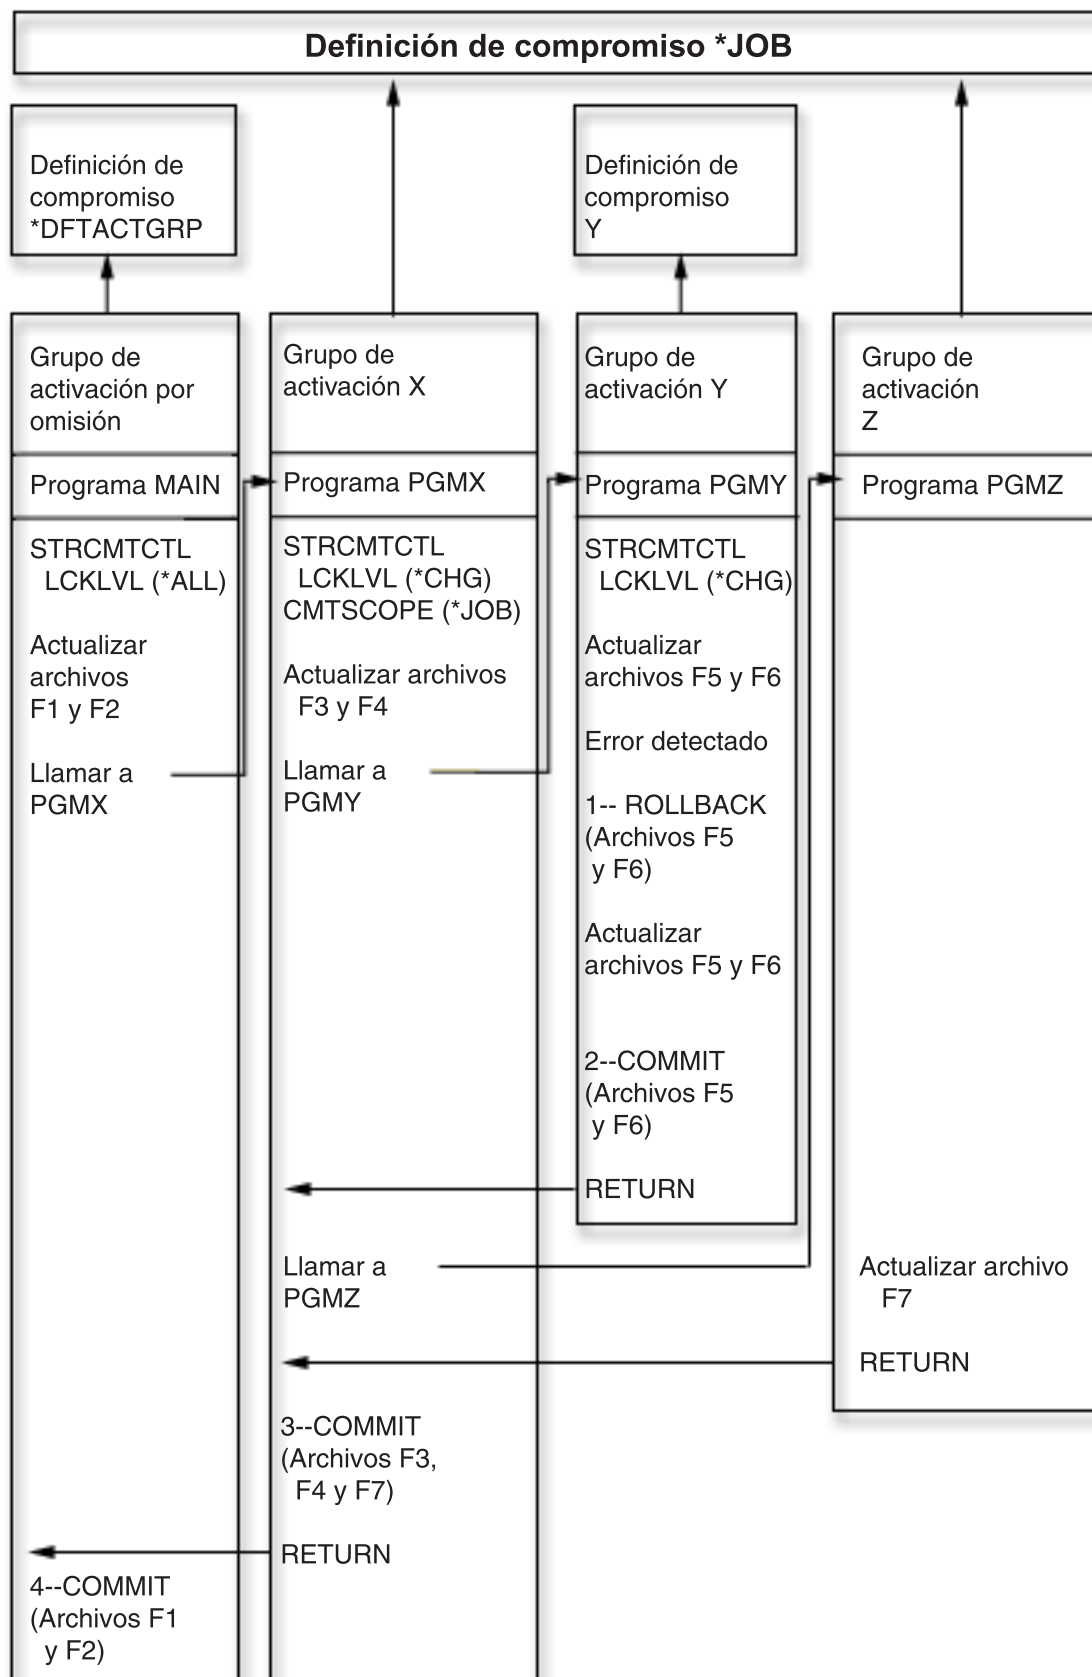 Definición de compromiso *JOB
Definición de
compromiso
*DFTACTGRP
Definición de
compromiso
Y
Grupo de
activación por
omisión
Grupo de
activación X
Grupo de
activación Y
Grupo de
activación
Z
Programa MAIN
Programa PGMX
Programa PGMY
Programa PGMZ
STRCMTCTL
LCKLVL (*ALL)
Actualizar
archivos
F1 y F2
Llamar a
PGMX
STRCMTCTL
LCKLVL (*CHG)
CMTSCOPE (*JOB)
Actualizar archivos
F3 y F4
Llamar a
PGMY
STRCMTCTL
LCKLVL (*CHG)
Actualizar
archivos F5 y F6
Error detectado
1-- ROLLBACK
(Archivos F5
y F6)
Actualizar
archivos F5 y F6
2--COMMIT
(Archivos F5
y F6)
RETURN
Llamar a
PGMZ
Actualizar archivo
F7
RETURN
3--COMMIT
(Archivos F3,
F4 y F7)
RETURN
4--COMMIT
(Archivos F1
y F2)